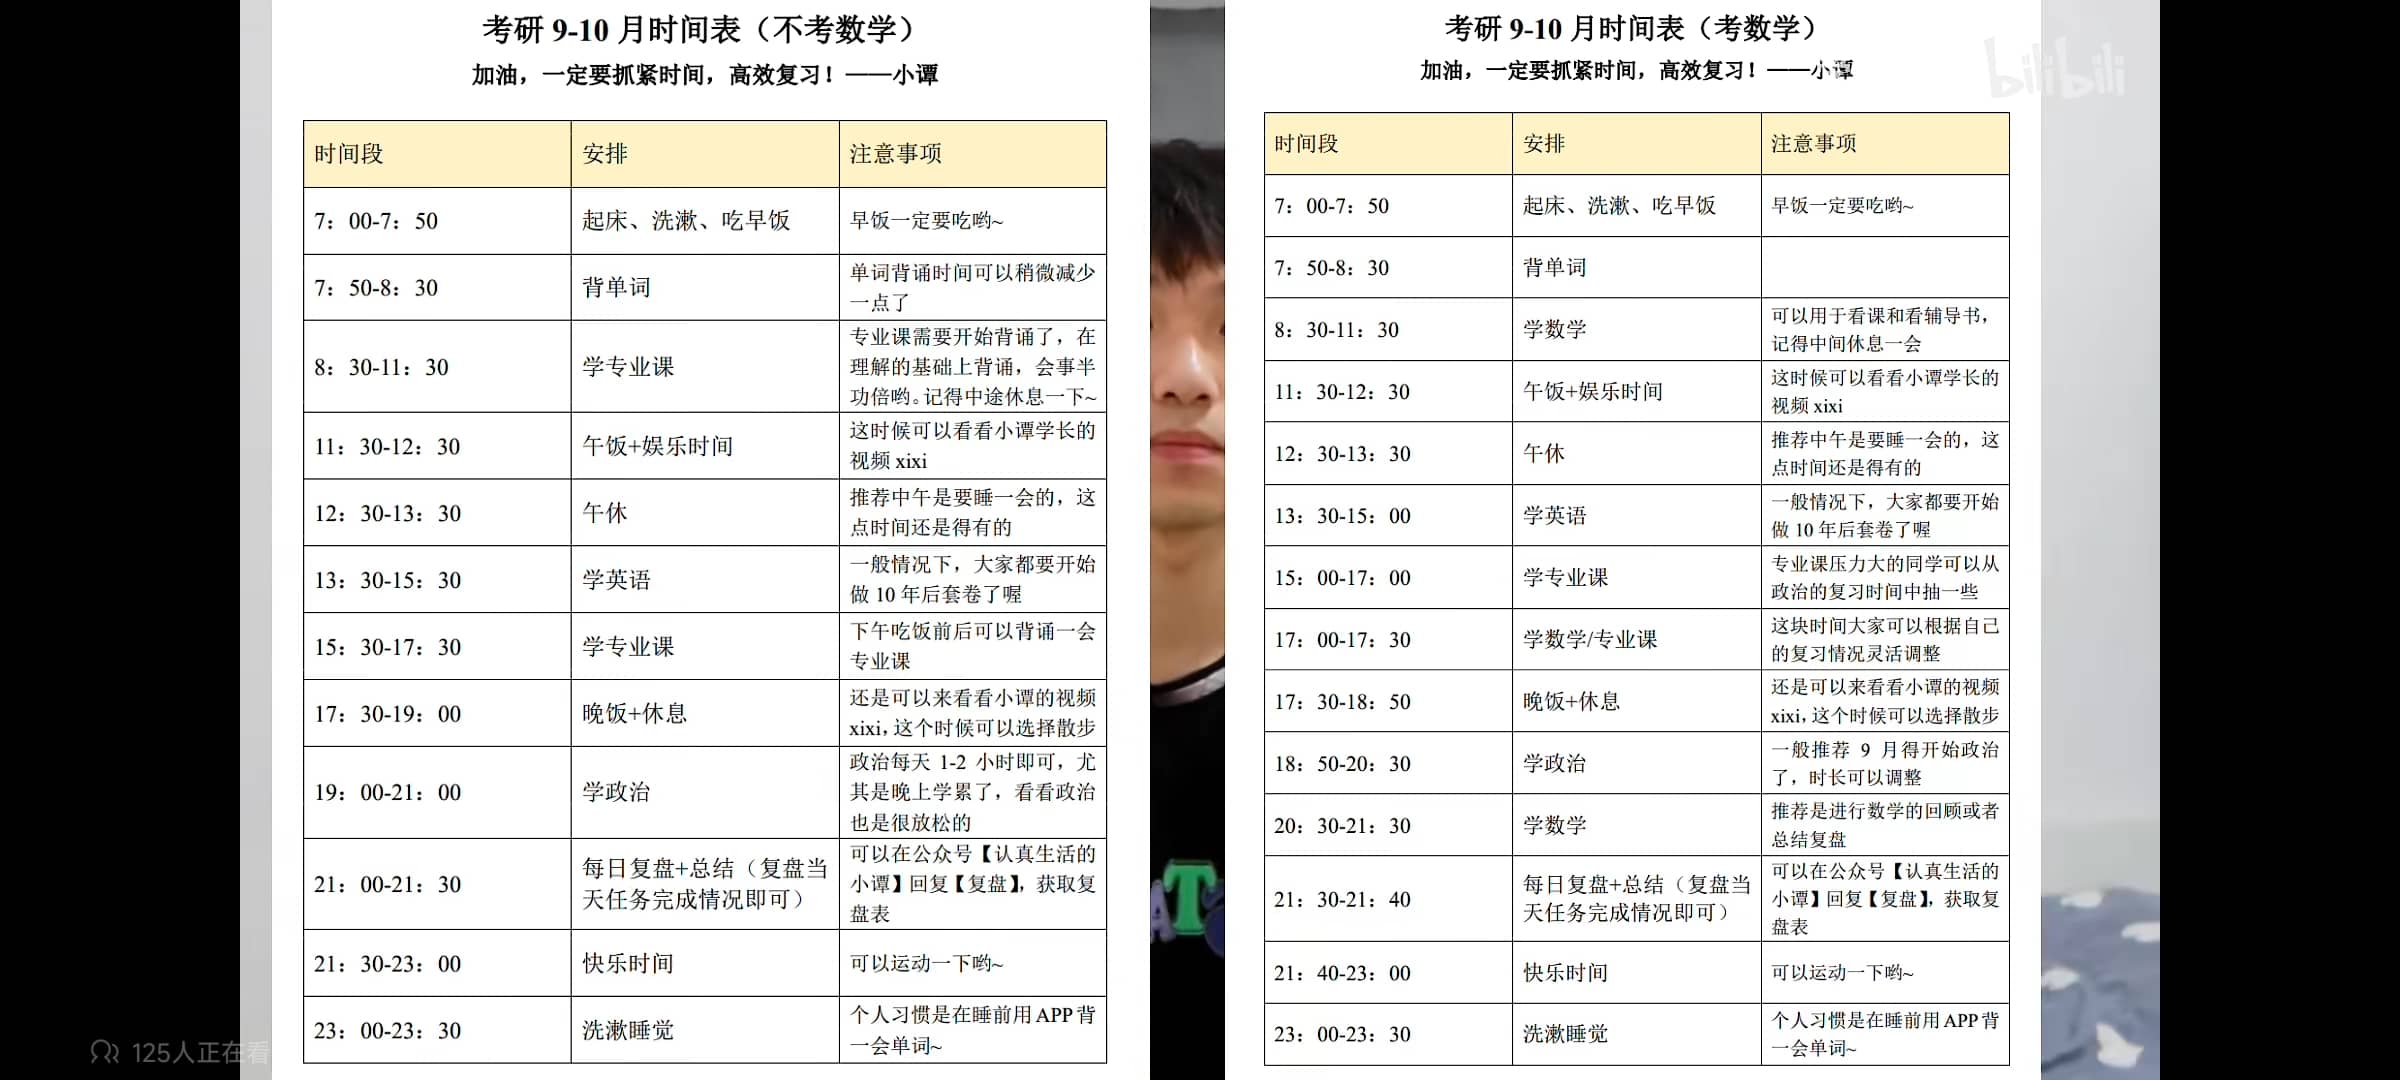 考研 9-10 月时间表（不考数学）
加油，一定要抓紧时间，高效复习！——小谭
时间段 安排 注意事项
7：00-7：50 起床、洗漱、吃早饭 早饭一定要吃哟~
7：50-8：30 背单词 单词背诵时间可以稍微减少
一点了
8：30-11：30 学专业课 专业课需要开始背诵了，在
理解的基础上背诵，会事半
功倍哟。记得中途休息一下~
11：30-12：30 午饭+娱乐时间 这时候可以看看小谭学长的
视频 xixi
12：30-13：30 午休 推荐中午是要睡一会的，这
点时间还是得有的
13：30-15：30 学英语 一般情况下，大家都要开始
做 10 年后套卷了喔
15：30-17：30 学专业课 下午吃饭前后可以背诵一会
专业课
17：30-19：00 晚饭+休息 还是可以来看看小谭的视频
xixi，这个时候可以选择散步
19：00-21：00 学政治 政治每天 1-2 小时即可，尤
其是晚上学累了，看看政治
也是很放松的
21：00-21：30 每日复盘+总结（复盘当
天任务完成情况即可） 可以在公众号【认真生活的
小谭】回复【复盘】，获取复
盘表
21：30-23：00 快乐时间 可以运动一下哟~
23：00-23：30 洗漱睡觉 个人习惯是在睡前用 APP 背
一会单词~
考研 9-10 月时间表（考数学）
加油，一定要抓紧时间，高效复习！——小谭
时间段 安排 注意事项
7：00-7：50 起床、洗漱、吃早饭 早饭一定要吃哟~
7：50-8：30 背单词
8：30-11：30 学数学 可以用于看课和看辅导书，
记得中间休息一会
11：30-12：30 午饭+娱乐时间 这时候可以看看小谭学长的
视频 xixi
12：30-13：30 午休 推荐中午是要睡一会的，这
点时间还是得有的
13：30-15：00 学英语 一般情况下，大家都要开始
做 10 年后套卷了喔
15：00-17：00 学专业课 专业课压力大的同学可以从
政治的复习时间中抽一些
17：00-17：30 学数学/专业课 这块时间大家可以根据自己
的复习情况灵活调整
17：30-18：50 晚饭+休息 还是可以来看看小谭的视频
xixi，这个时候可以选择散步
18：50-20：30 学政治 一般推荐 9 月得开始政治
了，时长可以调整
20：30-21：30 学数学 推荐是进行数学的回顾或者
总结复盘
21：30-21：40 每日复盘+总结（复盘当
天任务完成情况即可） 可以在公众号【认真生活的
小谭】回复【复盘】，获取复
盘表
21：40-23：00 快乐时间 可以运动一下哟~
23：00-23：30 洗漱睡觉 个人习惯是在睡前用 APP 背
一会单词~
bilibili
125人正在看